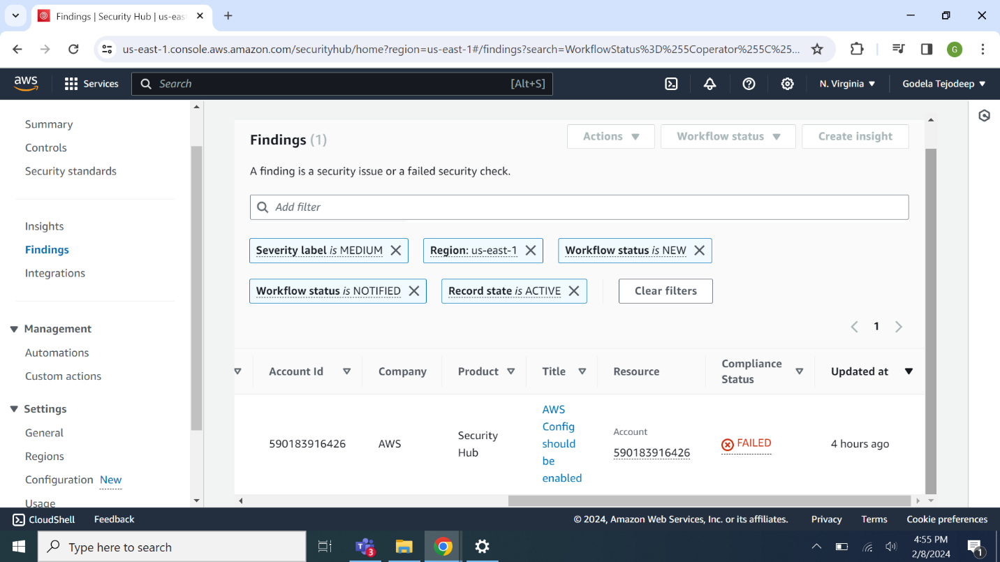 Findings | Security Hub | us-eas
us-east-1.console.aws.amazon.com/securityhub/home?region=us-east-1#/findings?search=WorkflowStatus%3D%255Coperator%255C%25...
G
aws
Services
Search
[Alt+S]
N. Virginia
Godela Tejodeep
Summary
Controls
Security standards
Insights
Findings
Integrations
Management
Automations
Custom actions
Settings
General
Regions
Configuration New
Usage
Findings (1)
Actions
Workflow status
Create insight
A finding is a security issue or a failed security check.
Add filter
Severity label is MEDIUM
Region: us-east-1
Workflow status is NEW
Workflow status is NOTIFIED
Record state is ACTIVE
Clear filters
1
Account Id
Company
Product
Title
Resource
Compliance
Status
Updated at
590183916426
AWS
Security
Hub
AWS
Config
should
be
enabled
Account
590183916426
FAILED
4 hours ago
CloudShell
Feedback
© 2024, Amazon Web Services, Inc. or its affiliates.
Privacy
Terms
Cookie preferences
Type here to search
T
3
4:55 PM
2/8/2024
1